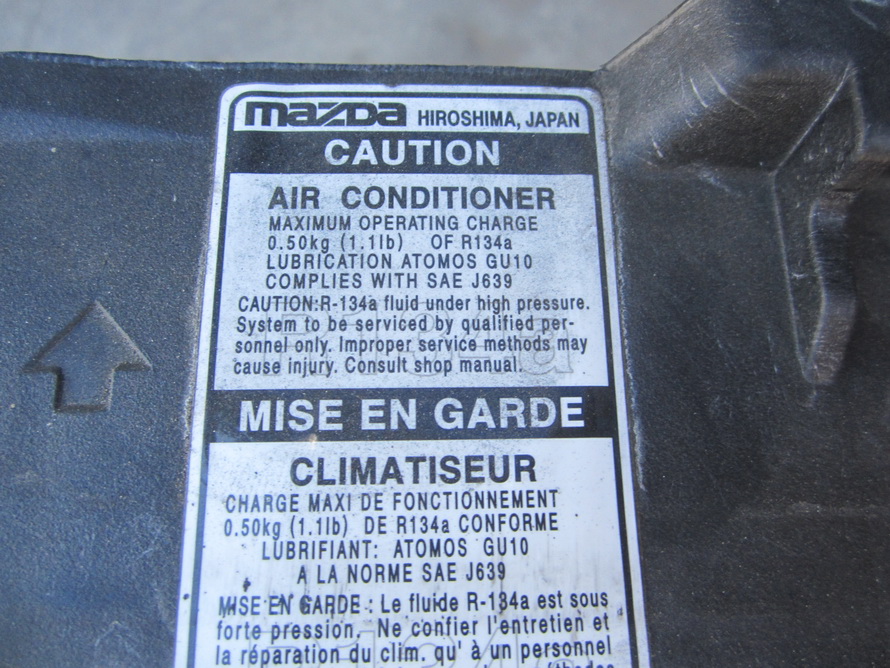 mazda HIROSHIMA, JAPAN
CAUTION
AIR CONDITIONER
MAXIMUM OPERATING CHARGE
0.50kg (1.1lb) OF R134a
LUBRICATION ATOMOS GU10
COMPLIES WITH SAE J639
CAUTION:R-134a fluid under high pressure.
System to be serviced by qualified per-
sonnel only. Improper service methods may
cause injury. Consult shop manual.
MISE EN GARDE
CLIMATISEUR
CHARGE MAXI DE FONCTIONNEMENT
0.50kg (1.1lb) DE R134a CONFORME
LUBRIFIANT: ATOMOS GU10
A LA NORME SAE J639
MISE EN GARDE : Le fluide R-134a est sous
forte pression. Ne confier l'entretien et
la réparation du clim. qu' à un personnel